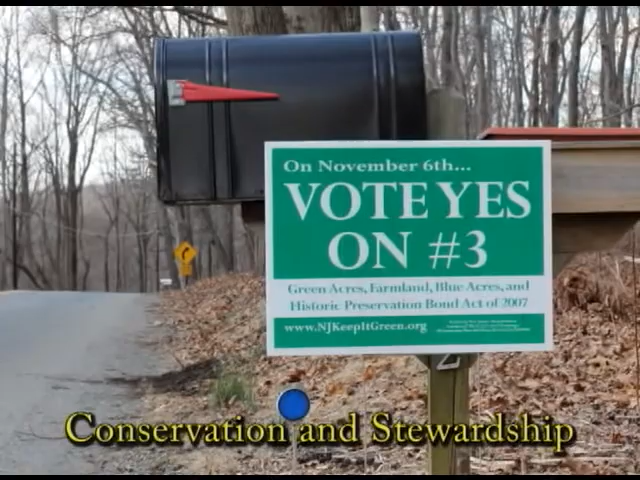 On November 6th...
VOTE YES
ON #3
Green Acres, Farmland, Blue Acres, and
Historic Preservation Bond Act of 2007
www.NJKeepItGreen.org
2
Conservation and Stewardship